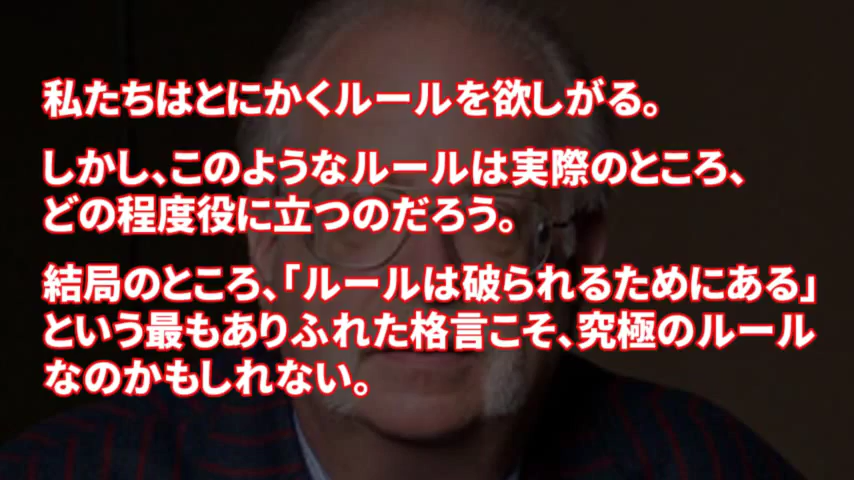 私たちはとにかくルールを欲しがる。
しかし、このようなルールは実際のところ、
どの程度役に立つのだろう。
結局のところ、「ルールは破られるためにある」
という最もありふれた格言こそ、究極のルール
なのかもしれない。